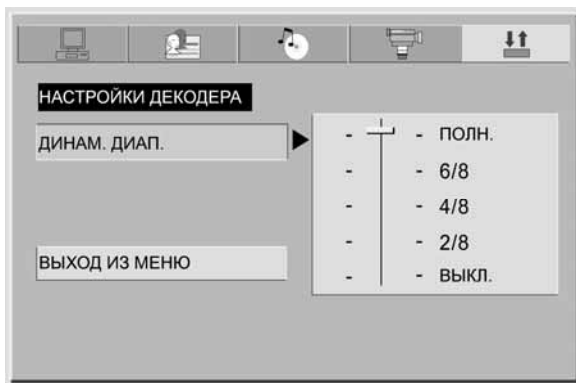 НАСТРОЙКИ ДЕКОДЕРА
ДИНАМ. ДИАП.
- - ПОЛН.
- - 6/8
- - 4/8
- - 2/8
- - ВЫКЛ.
ВЫХОД ИЗ МЕНЮ